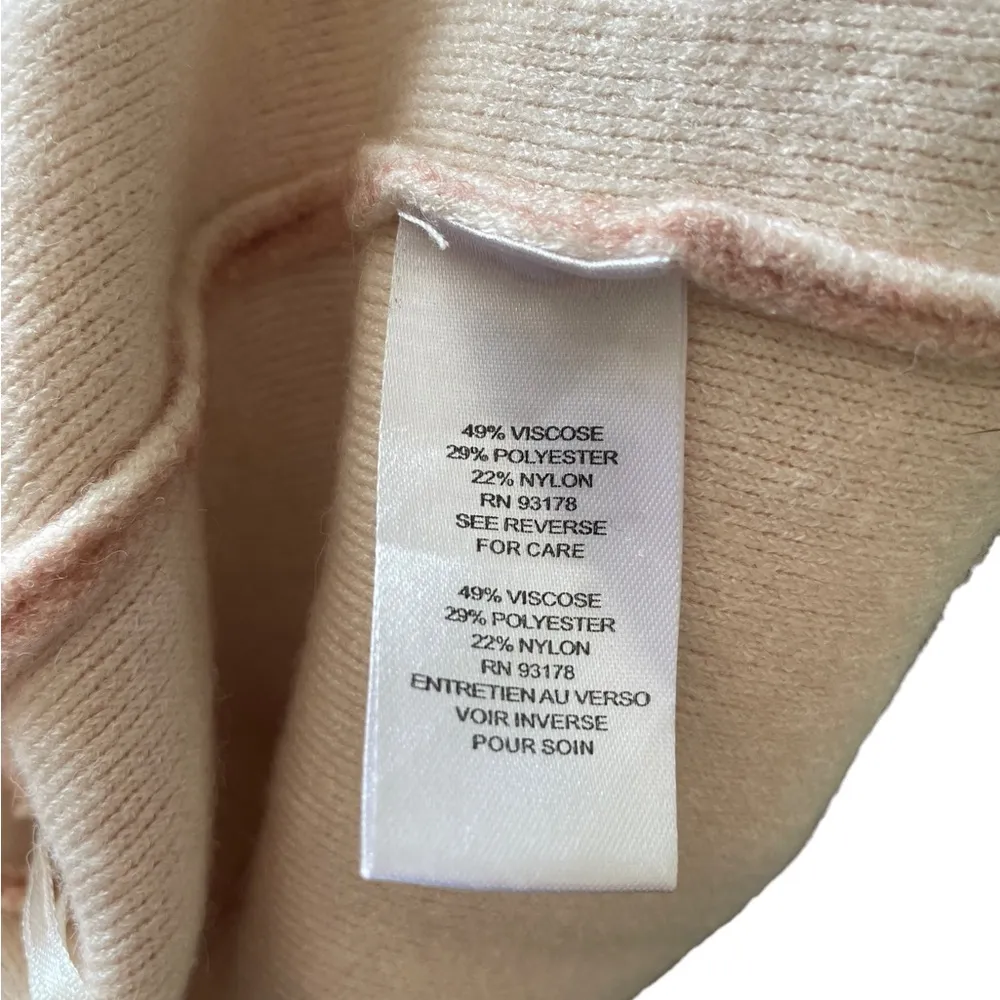 49% VISCOSE
29% POLYESTER
22% NYLON
RN 93178
SEE REVERSE
FOR CARE
49% VISCOSE
29% POLYESTER
22% NYLON
RN 93178
ENTRETIEN AU VERSO
VOIR INVERSE
POUR SOIN